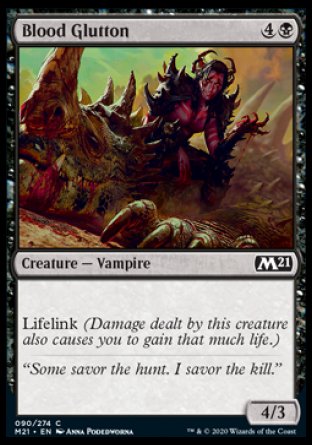 Blood Glutton 4
Creature — Vampire M21
Lifelink (Damage dealt by this creature
also causes you to gain that much life.)
"Some savor the hunt. I savor the kill."
4/3
090/274 C
M21 • EN Anna Podedworna ™ & © 2020 Wizards of the Coast